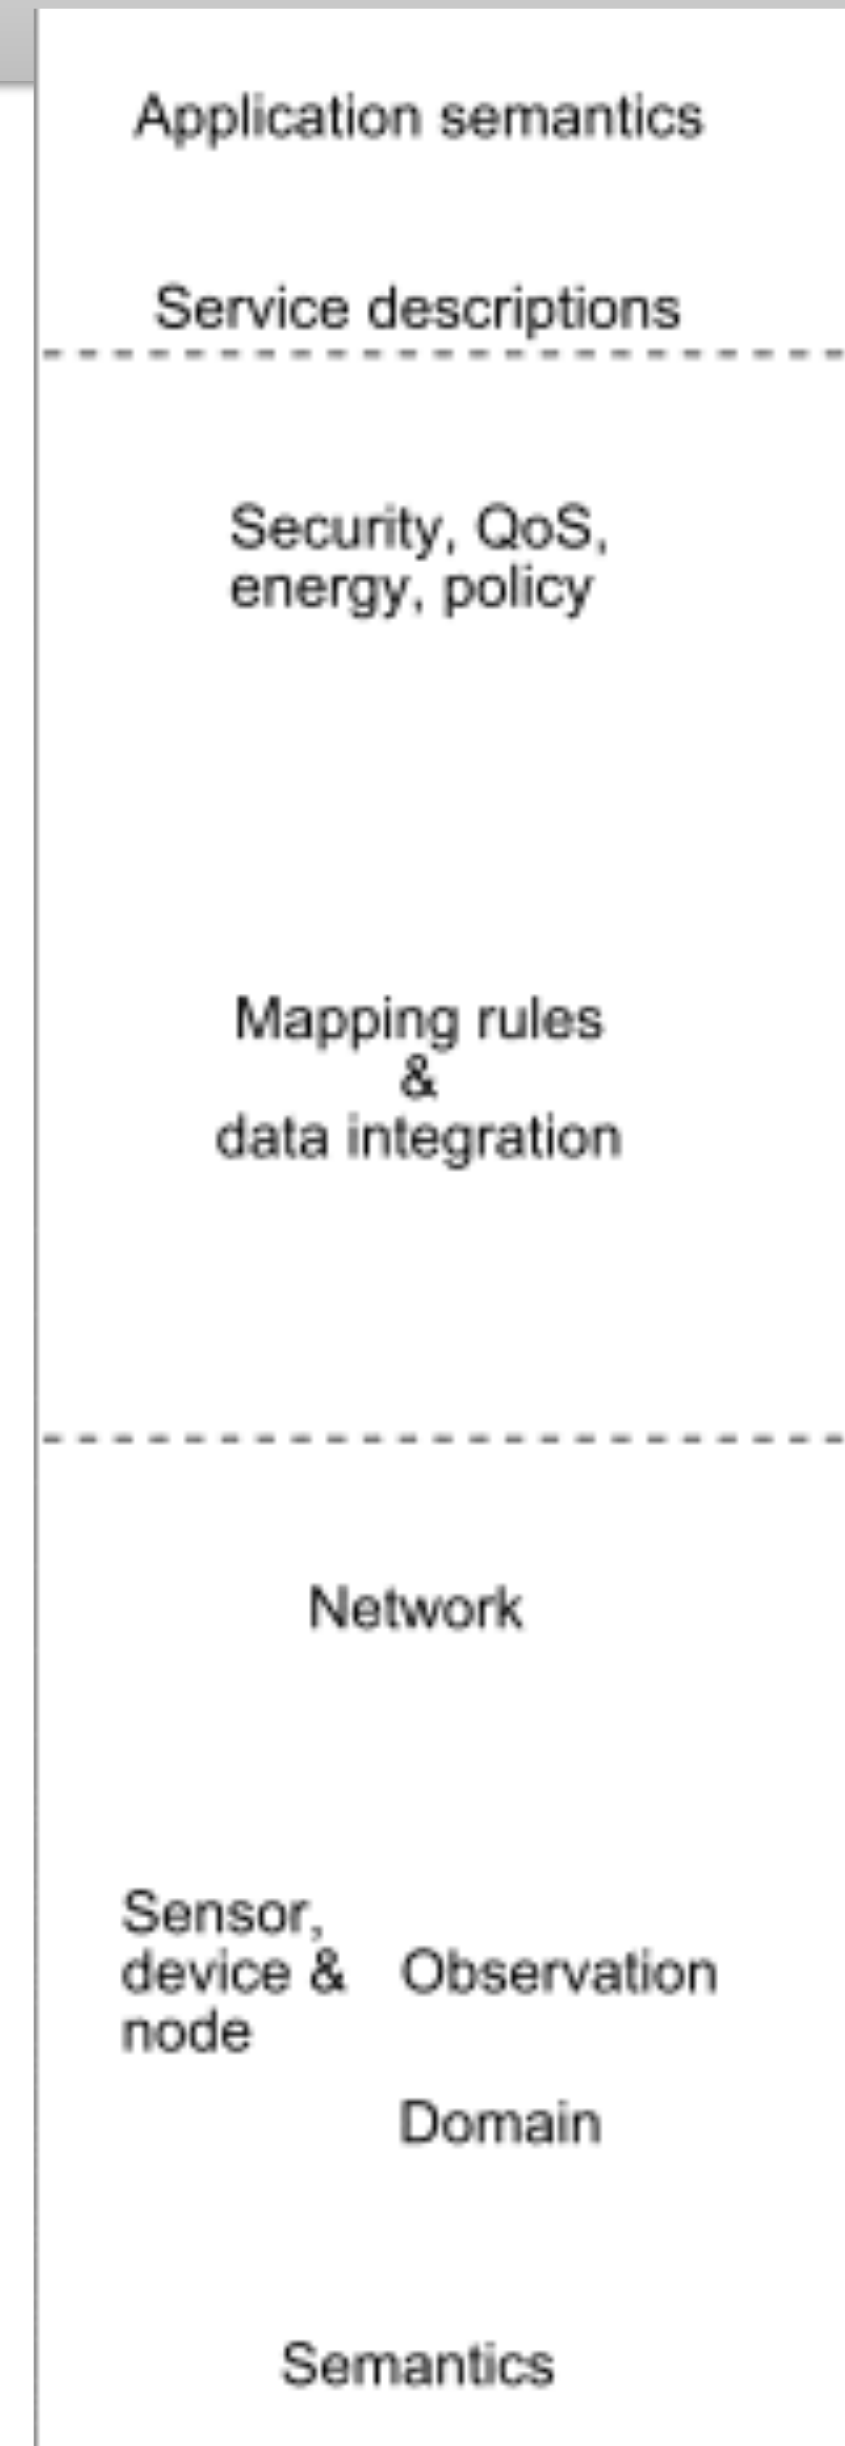 Application semantics
Service descriptions
Security, QoS,
energy, policy
Mapping rules
&
data integration
Network
Sensor,
device & Observation
node
Domain
Semantics